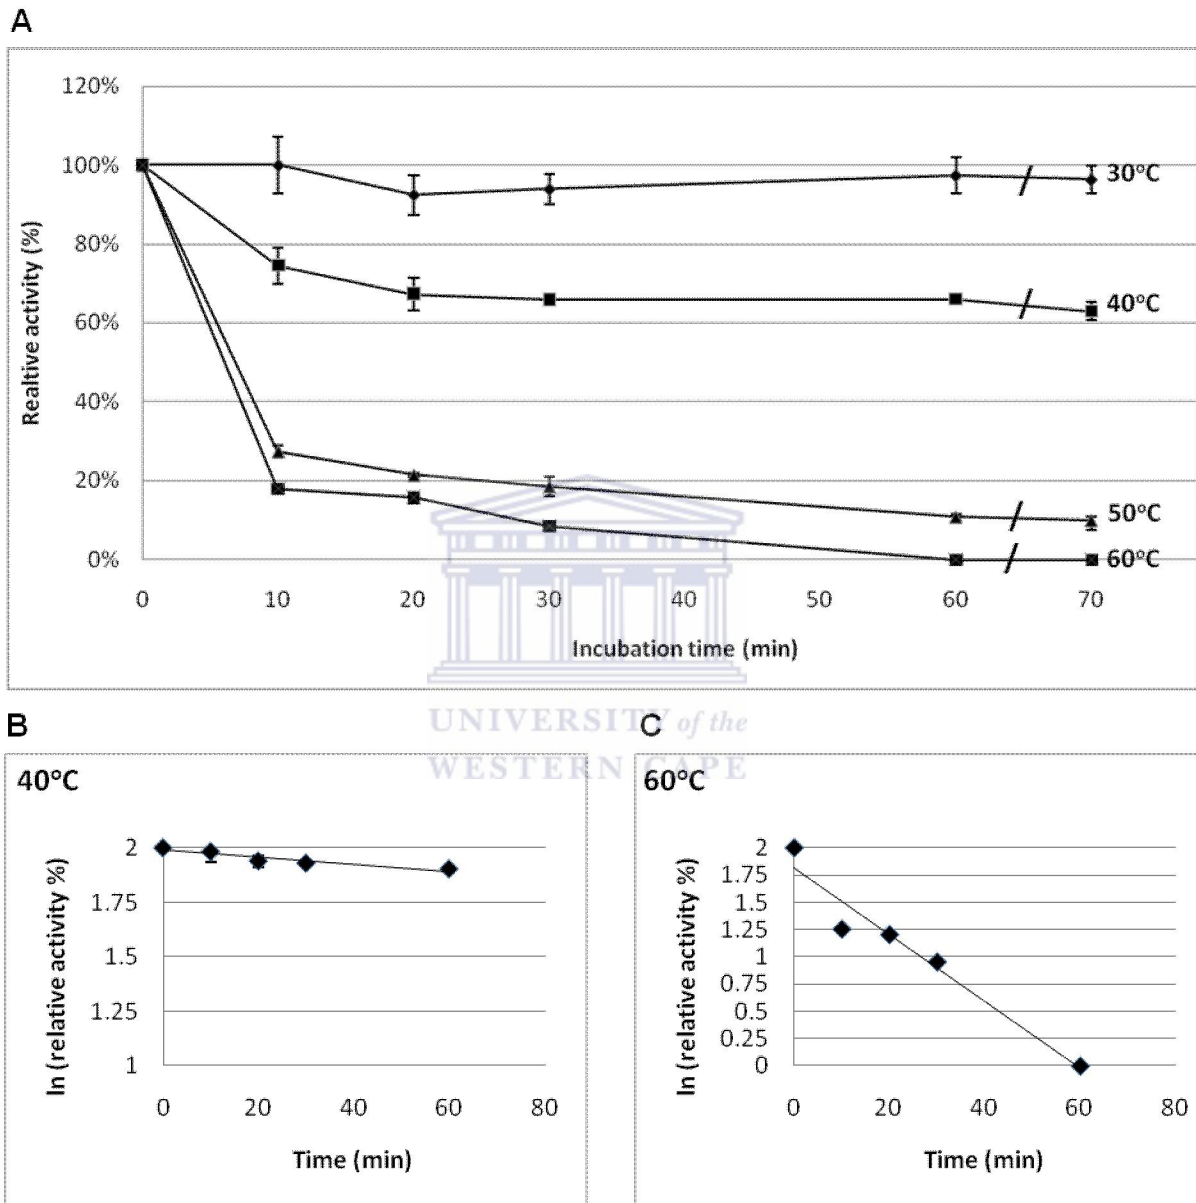 A
120%
100%
80%
60%
40%
20%
0%
Realtive activity (%)
30°C
40°C
50°C
60°C
0 10 20 30 40 50 60 70
Incubation time (min)
UNIVERSITY of the
WESTERN CAPE
B
40°C
ln (relative activity %)
2
1.75
1.5
1.25
1
0 20 40 60 80
Time (min)
C
60°C
ln (relative activity %)
2
1.75
1.5
1.25
1
0.75
0.5
0.25
0
0 20 40 60 80
Time (min)